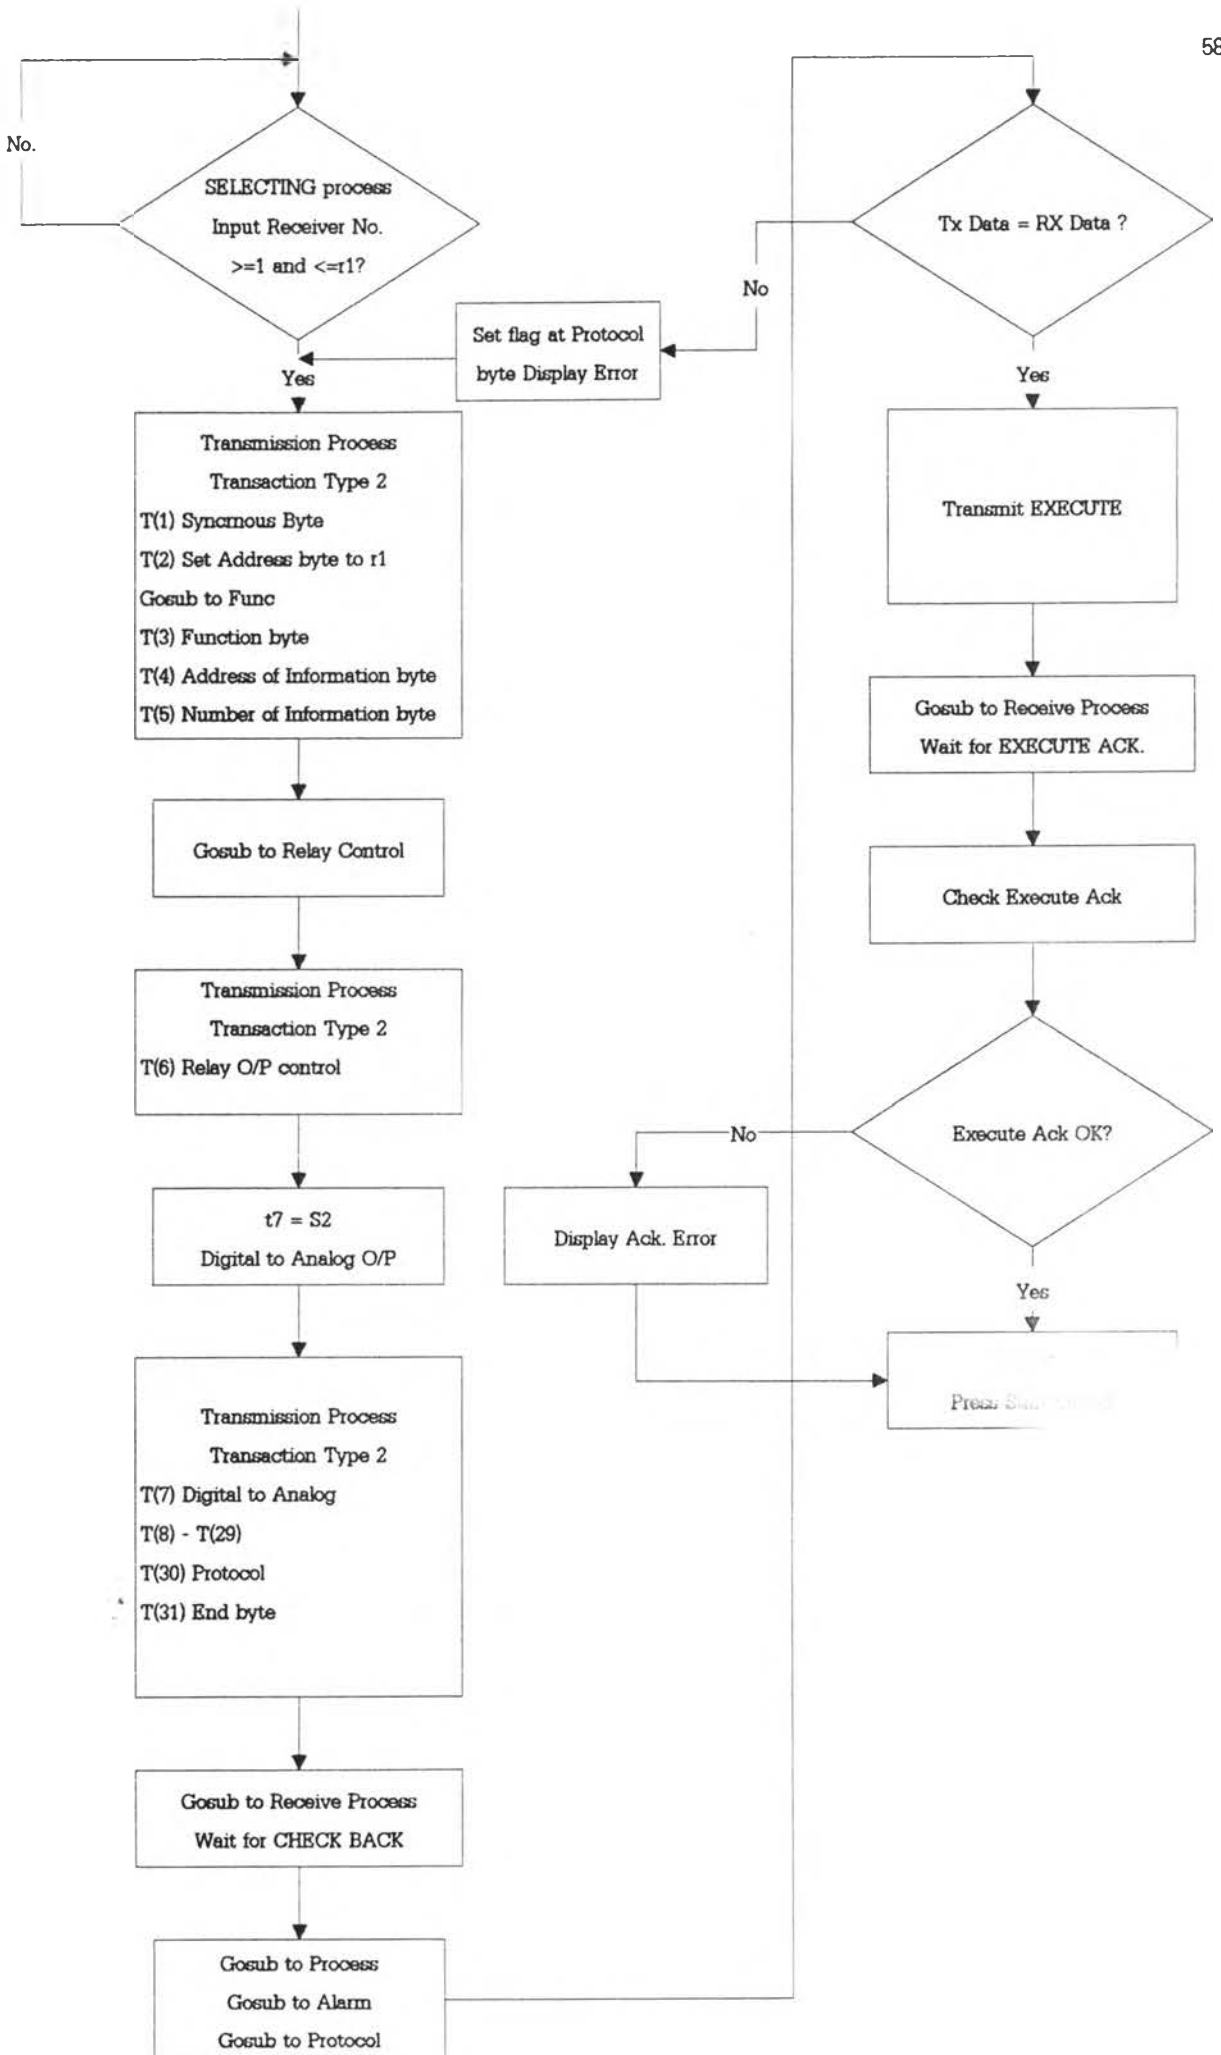 58
No.
SELECTING process
Input Receiver No.
>=1 and <=r1?
Yes
Set flag at Protocol
byte Display Error
Transmission Process
Transaction Type 2
T(1) Syncrnous Byte
T(2) Set Address byte to r1
Gosub to Func
T(3) Function byte
T(4) Address of Information byte
T(5) Number of Information byte
Gosub to Relay Control
Transmission Process
Transaction Type 2
T(6) Relay O/P control
t7 = S2
Digital to Analog O/P
Transmission Process
Transaction Type 2
T(7) Digital to Analog
T(8) - T(29)
T(30) Protocol
T(31) End byte
Gosub to Receive Process
Wait for CHECK BACK
Gosub to Process
Gosub to Alarm
Gosub to Protocol
Tx Data = RX Data ?
No
Yes
Transmit EXECUTE
Gosub to Receive Process
Wait for EXECUTE ACK.
Check Execute Ack
Execute Ack OK?
No
Display Ack. Error
Yes
Press